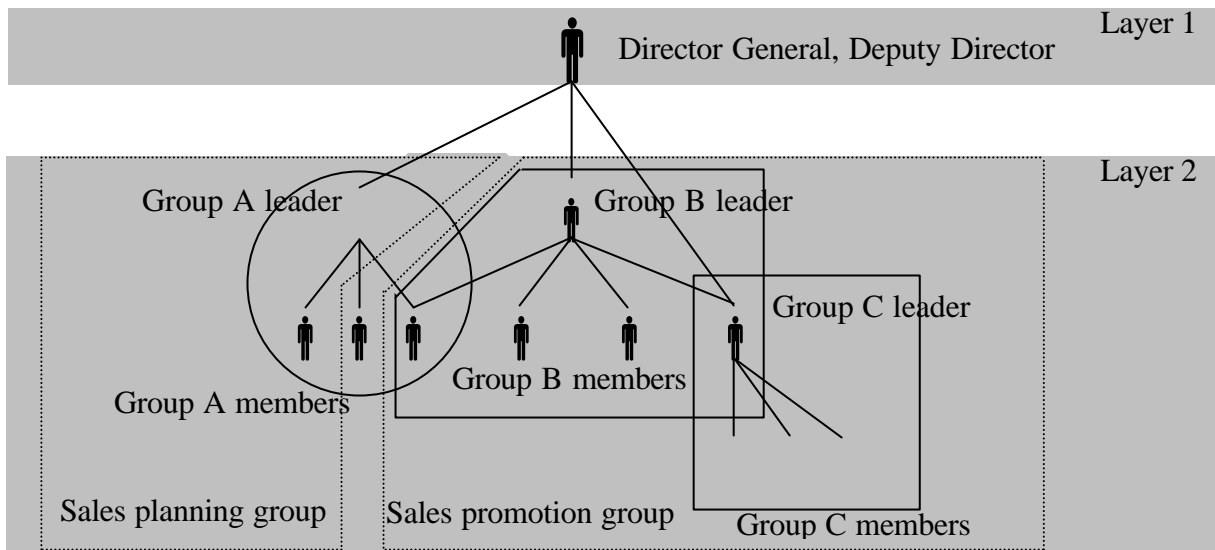 Layer 1
Director General, Deputy Director
Layer 2
Group A leader
Group B leader
Group C leader
Group B members
Group A members
Sales planning group
Sales promotion group
Group C members